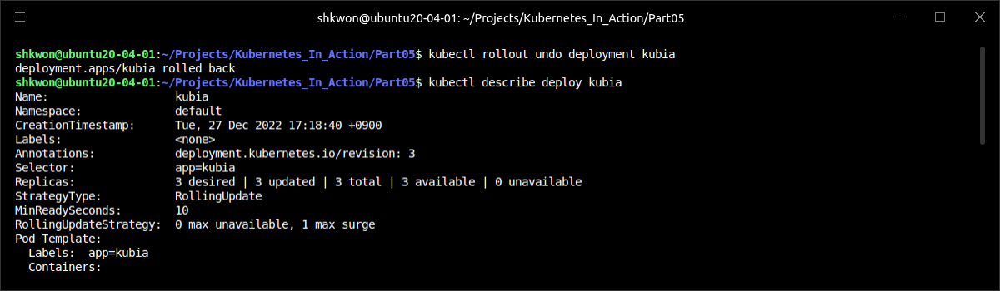 shkwon@ubuntu20-04-01: ~/Projects/Kubernetes_In_Action/Part05
shkwon@ubuntu20-04-01:~/Projects/Kubernetes_In_Action/Part05$ kubectl rollout undo deployment kubia
deployment.apps/kubia rolled back
shkwon@ubuntu20-04-01:~/Projects/Kubernetes_In_Action/Part05$ kubectl describe deploy kubia
Name:                   kubia
Namespace:              default
CreationTimestamp:      Tue, 27 Dec 2022 17:18:40 +0900
Labels:                 <none>
Annotations:            deployment.kubernetes.io/revision: 3
Selector:               app=kubia
Replicas:               3 desired | 3 updated | 3 total | 3 available | 0 unavailable
StrategyType:           RollingUpdate
MinReadySeconds:        10
RollingUpdateStrategy:  0 max unavailable, 1 max surge
Pod Template:
  Labels:  app=kubia
  Containers: